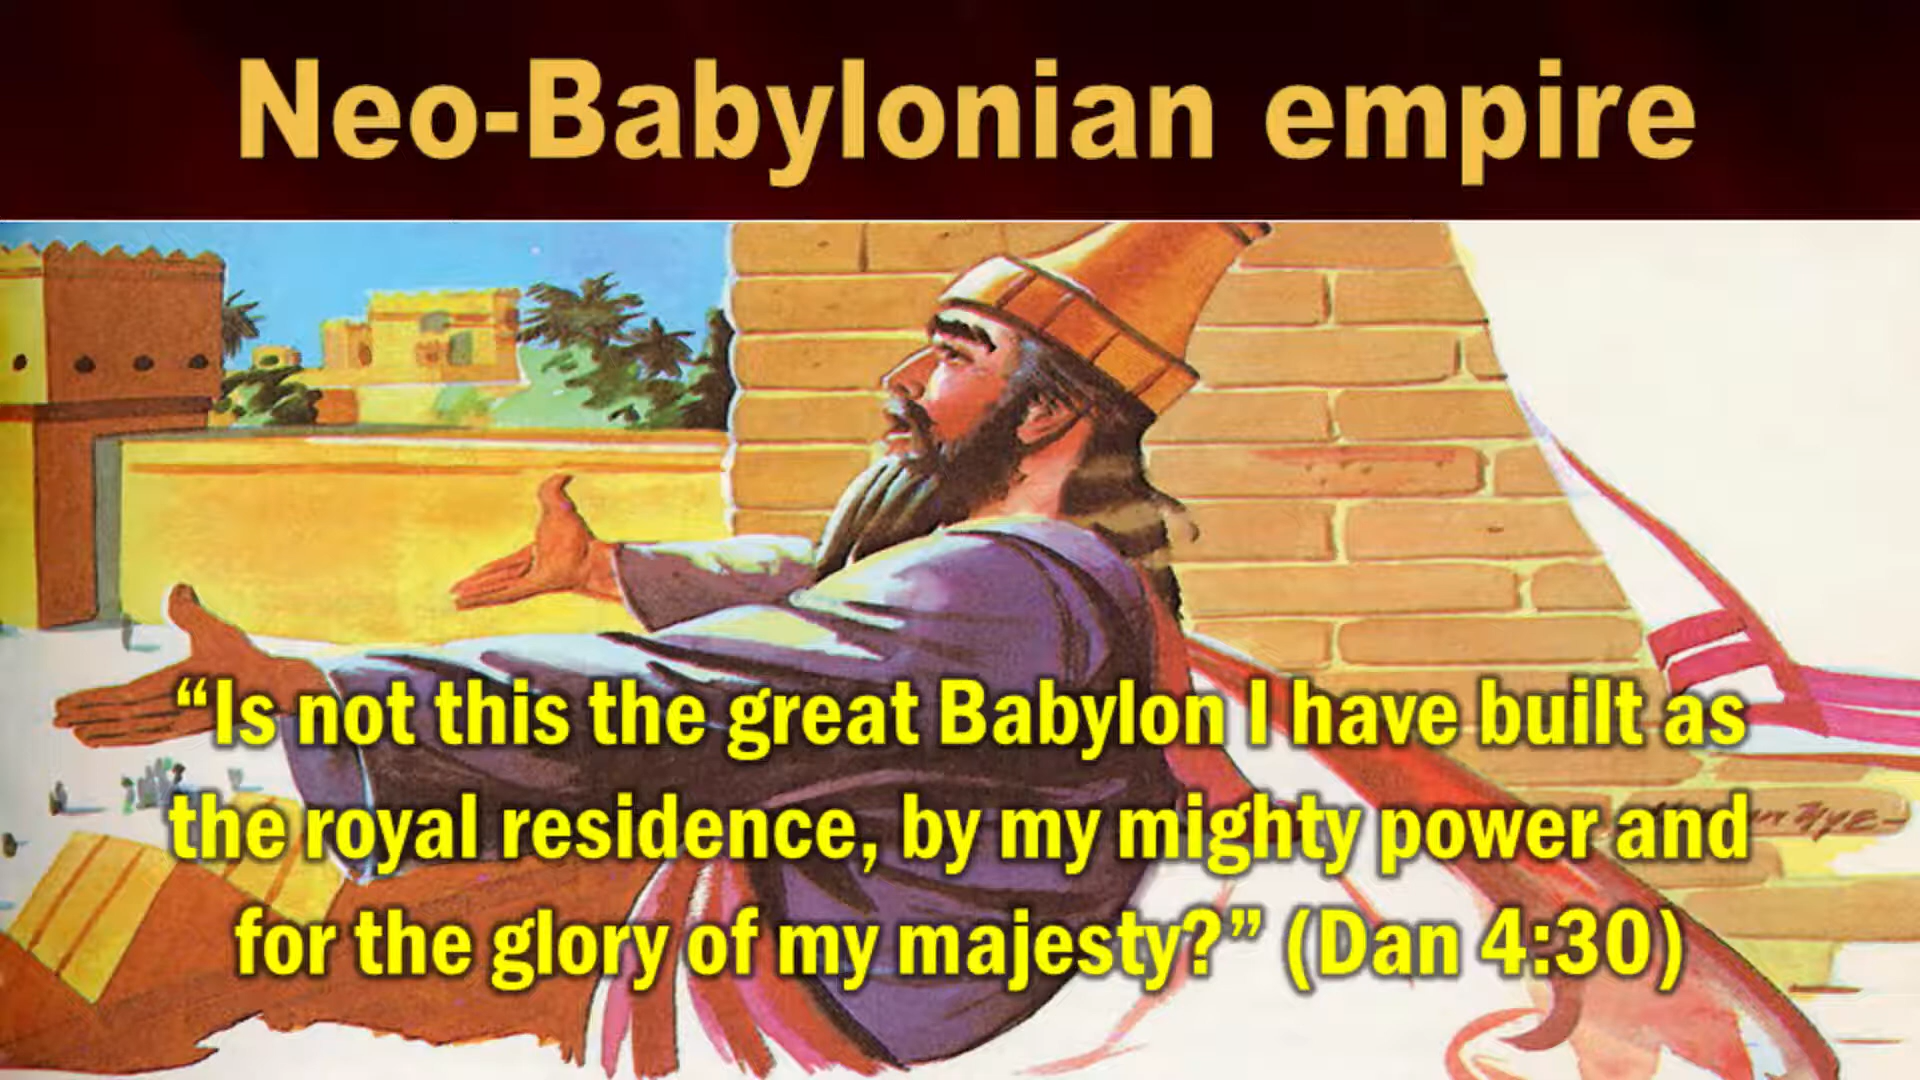 Neo-Babylonian empire
“Is not this the great Babylon I have built as
the royal residence, by my mighty power and
for the glory of my majesty?” (Dan 4:30)